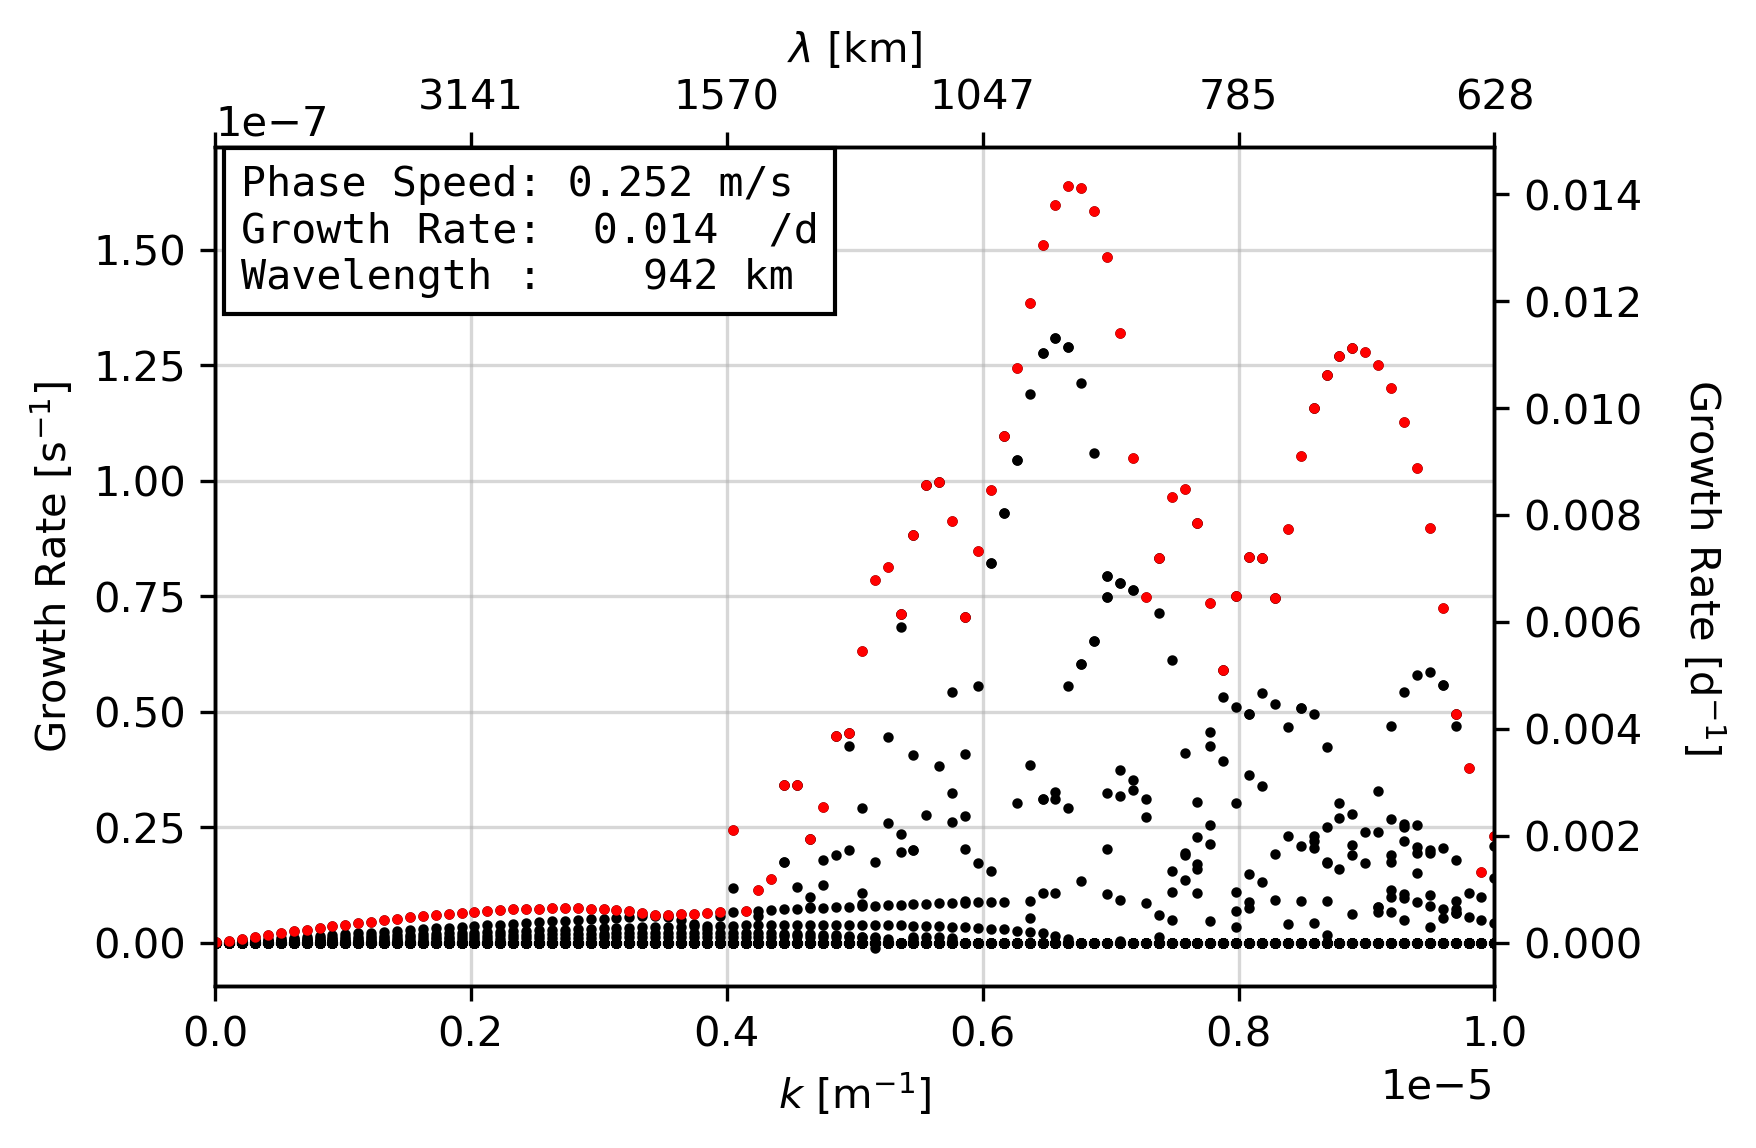 λ [km]
3141 1570 1047 785 628
1e−7
Phase Speed: 0.252 m/s
Growth Rate:  0.014  /d
Wavelength :    942 km
Growth Rate [s⁻¹]
1.50
1.25
1.00
0.75
0.50
0.25
0.00
0.014
0.012
0.010
0.008
0.006
0.004
0.002
0.000
Growth Rate [d⁻¹]
0.0 0.2 0.4 0.6 0.8 1.0
1e−5
k [m⁻¹]